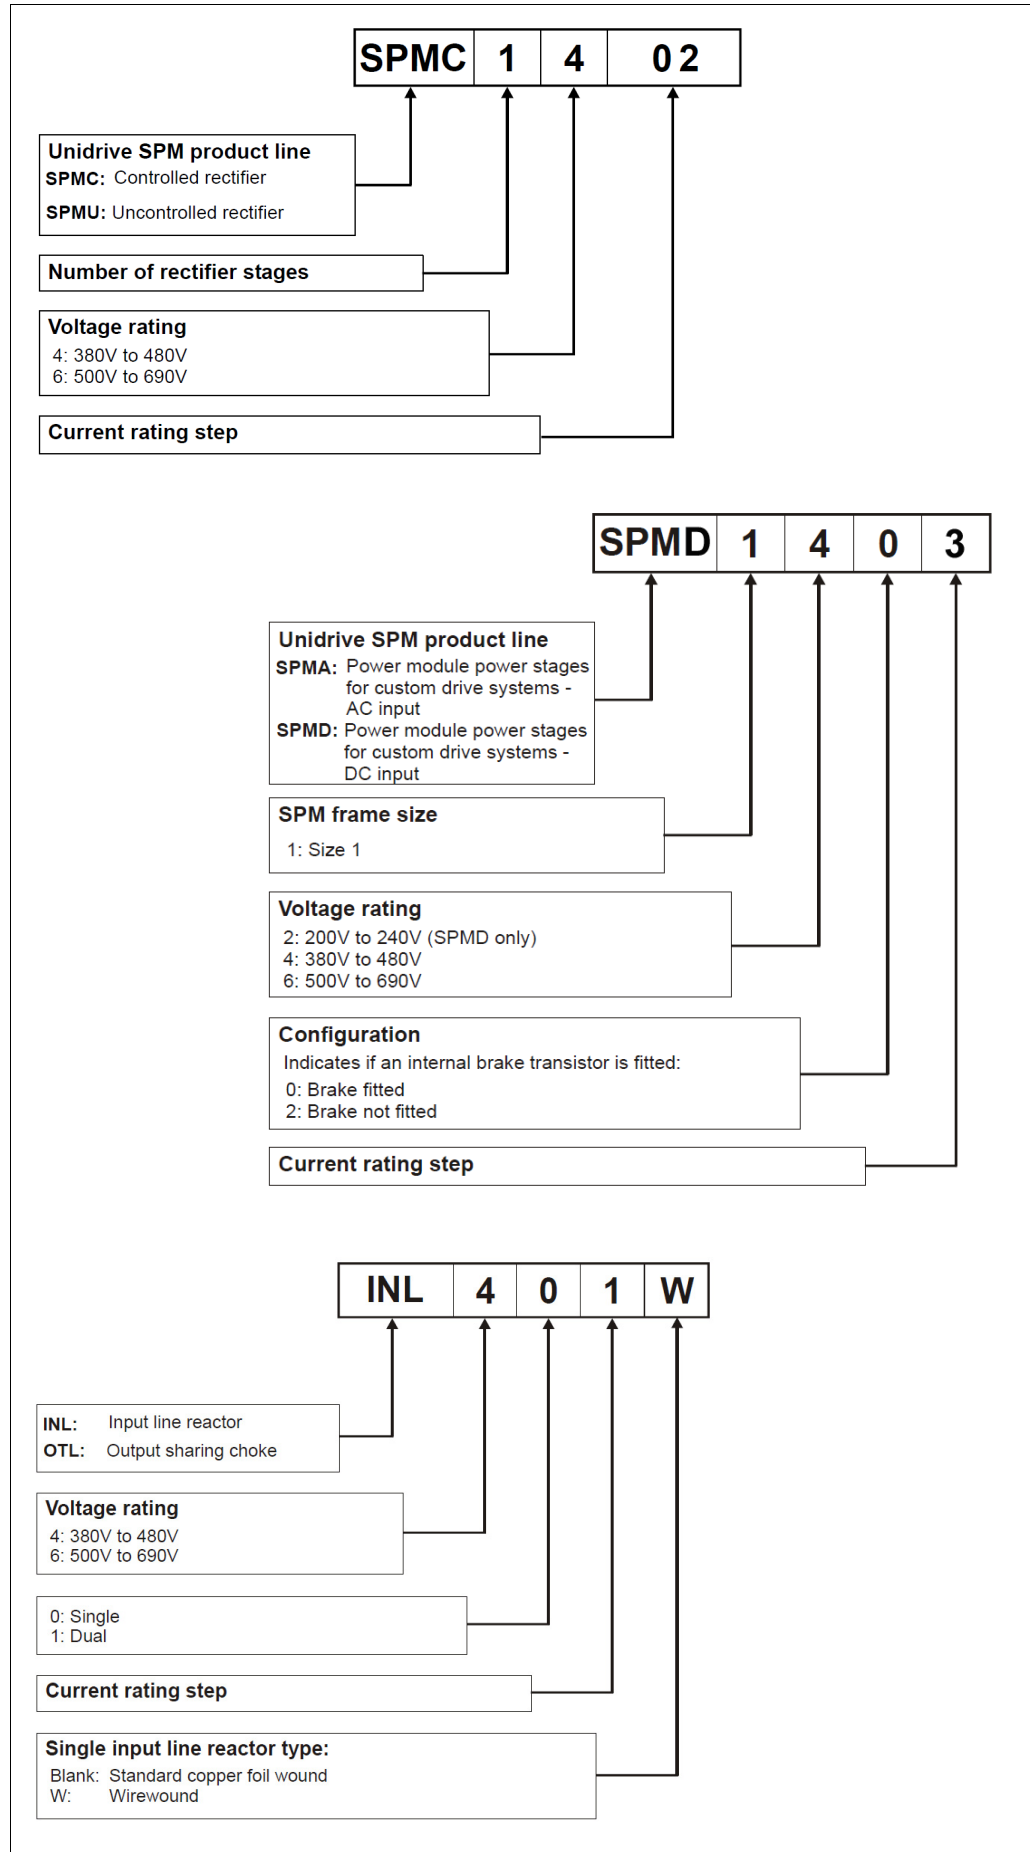 SPMC 1 4 02
Unidrive SPM product line
SPMC: Controlled rectifier
SPMU: Uncontrolled rectifier
Number of rectifier stages
Voltage rating
4: 380V to 480V
6: 500V to 690V
Current rating step
SPMD 1 4 0 3
Unidrive SPM product line
SPMA: Power module power stages
for custom drive systems -
AC input
SPMD: Power module power stages
for custom drive systems -
DC input
SPM frame size
1: Size 1
Voltage rating
2: 200V to 240V (SPMD only)
4: 380V to 480V
6: 500V to 690V
Configuration
Indicates if an internal brake transistor is fitted:
0: Brake fitted
2: Brake not fitted
Current rating step
INL 4 0 1 W
INL: Input line reactor
OTL: Output sharing choke
Voltage rating
4: 380V to 480V
6: 500V to 690V
0: Single
1: Dual
Current rating step
Single input line reactor type:
Blank: Standard copper foil wound
W: Wirewound